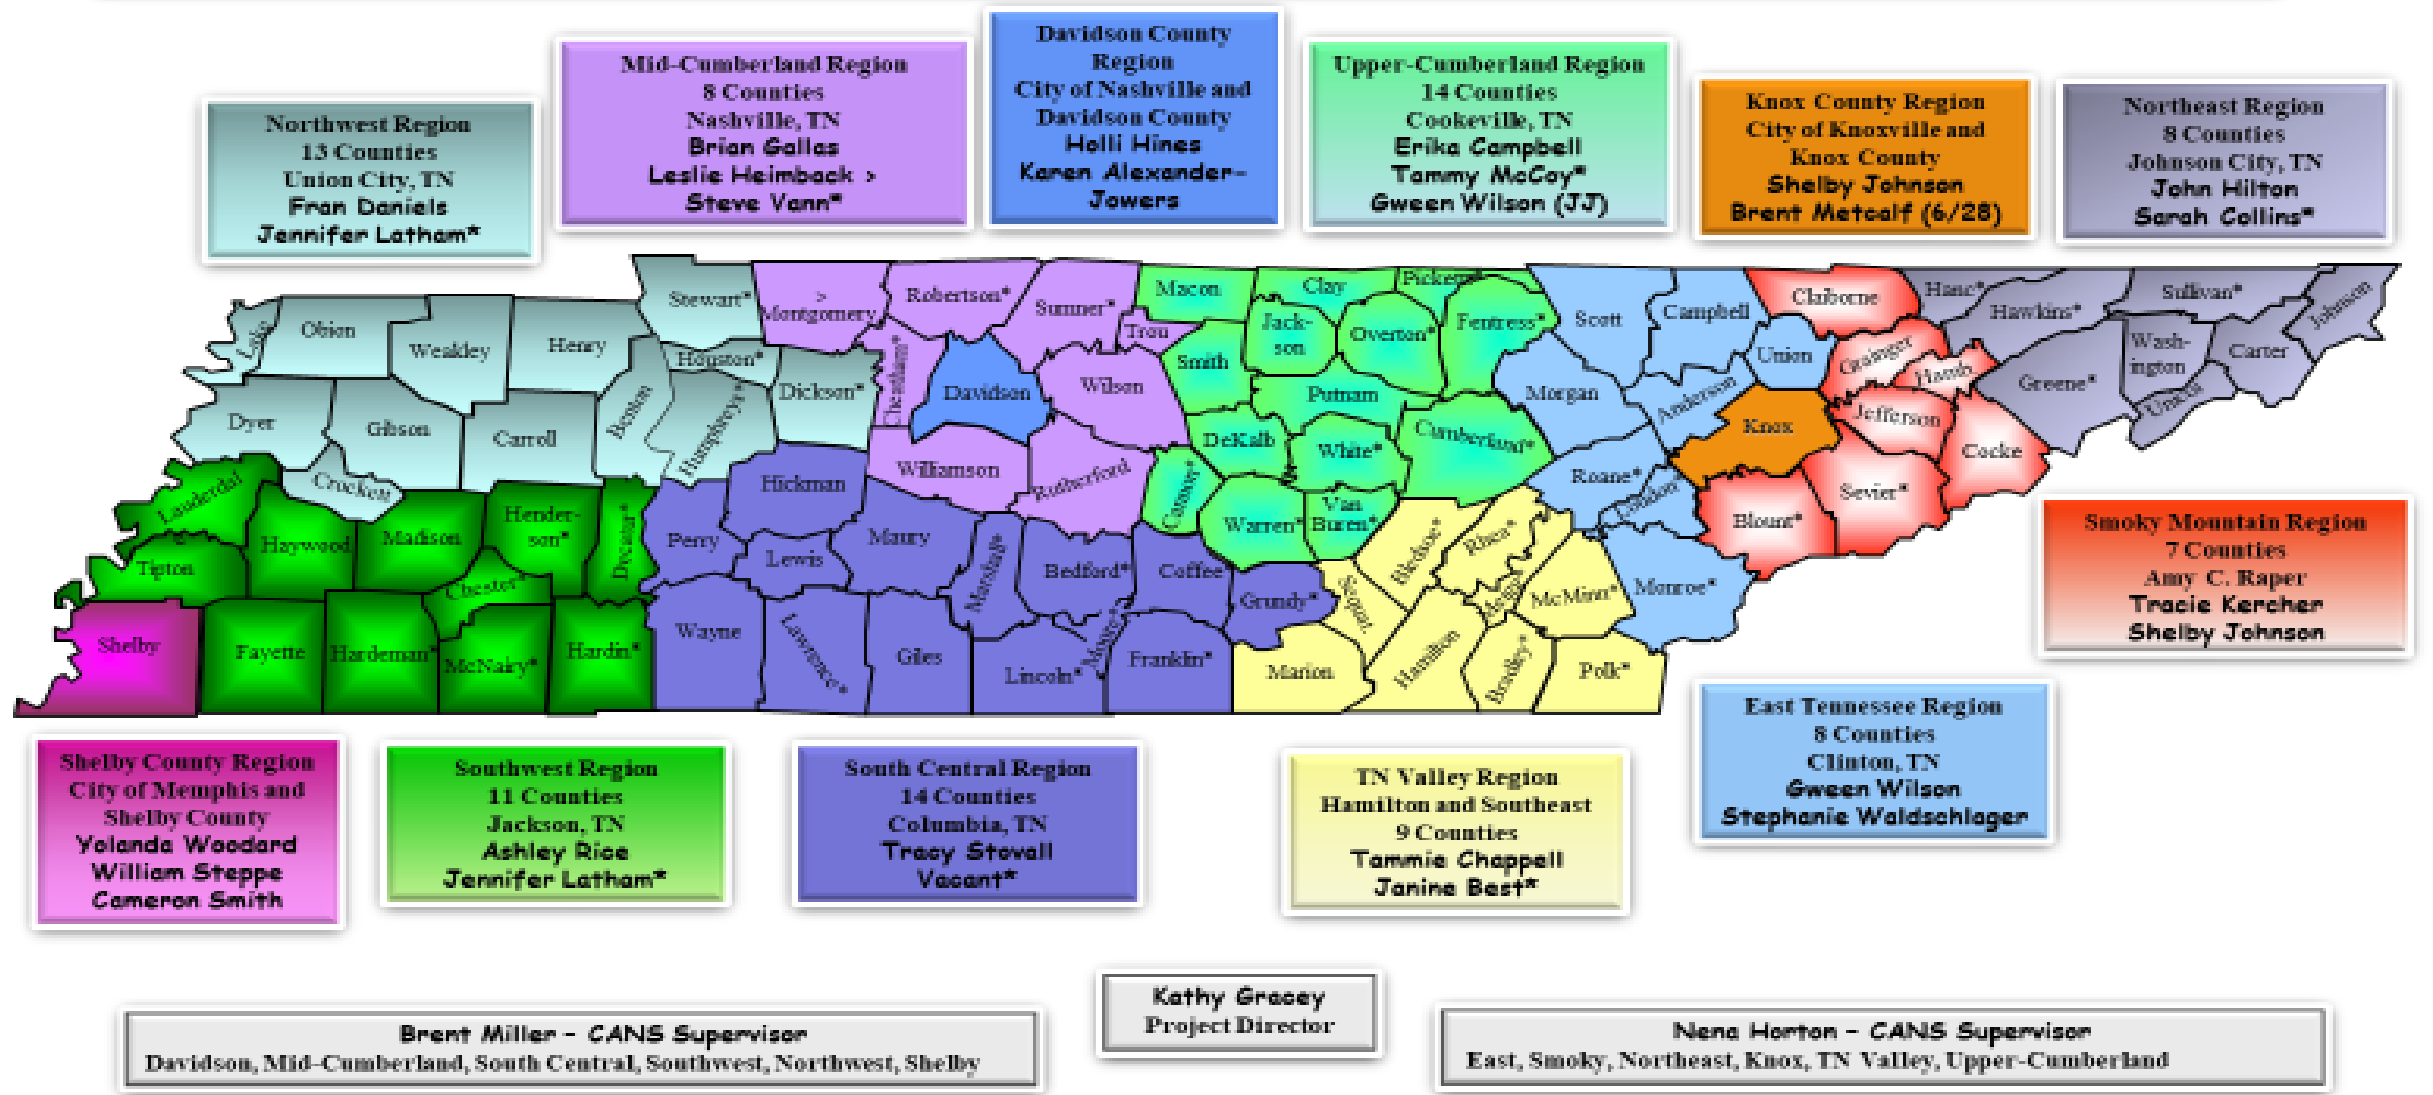 Northwest Region
13 Counties
Union City, TN
Fran Daniels
Jennifer Latham*
Mid-Cumberland Region
8 Counties
Nashville, TN
Brian Gallas
Leslie Heimback >
Steve Vann*
Davidson County
Region
City of Nashville and
Davidson County
Holli Hines
Karen Alexander-
Jowers
Upper-Cumberland Region
14 Counties
Cookeville, TN
Erika Campbell
Tammy McCoy*
Gween Wilson (JJ)
Knox County Region
City of Knoxville and
Knox County
Shelby Johnson
Brent Metcalf (6/28)
Northeast Region
8 Counties
Johnson City, TN
John Hilton
Sarah Collins*
Lake
Obion
Weakley
Henry
Stewart*
Houston*
Dyer
Gibson
Crockett
Carroll
Benton
Humphreys*
Dickson*
>
Montgomery
Robertson*
Sumner*
Trou
Cheatham*
Davidson
Wilson
Williamson
Rutherford
Macon
Clay
Pickett*
Smith
Jack-
son
Overton*
Fentress*
Putnam
DeKalb
White*
Cumberland*
Cannon*
Warren*
Van
Buren*
Scott
Campbell
Union
Morgan
Anderson
Roane*
Loudon*
Monroe*
Knox
Claiborne
Grainger
Hamb
Jefferson
Cocke
Sevier*
Blount*
Hanc*
Hawkins*
Sullivan*
Johnson
Greene*
Wash-
ington
Carter
Unicoi
Lauderdal
Tipton
Haywood
Madison
Hender-
son*
Decatur*
Chester*
Shelby
Fayette
Hardeman*
McNairy*
Hardin*
Hickman
Perry
Lewis
Maury
Marshall*
Bedford*
Coffee
Grundy*
Wayne
Lawrence*
Giles
Lincoln*
Moore*
Franklin*
Bledsoe*
Rhea*
Sequat
Meigs*
McMinn*
Marion
Hamilton
Bradley*
Polk*
Smoky Mountain Region
7 Counties
Amy C. Raper
Tracie Kercher
Shelby Johnson
East Tennessee Region
8 Counties
Clinton, TN
Gween Wilson
Stephanie Waldschlager
Shelby County Region
City of Memphis and
Shelby County
Yolanda Woodard
William Steppe
Cameron Smith
Southwest Region
11 Counties
Jackson, TN
Ashley Rice
Jennifer Latham*
South Central Region
14 Counties
Columbia, TN
Tracy Stovall
Vacant*
TN Valley Region
Hamilton and Southeast
9 Counties
Tammie Chappell
Janine Best*
Kathy Gracey
Project Director
Brent Miller – CANS Supervisor
Davidson, Mid-Cumberland, South Central, Southwest, Northwest, Shelby
Nena Horton – CANS Supervisor
East, Smoky, Northeast, Knox, TN Valley, Upper-Cumberland